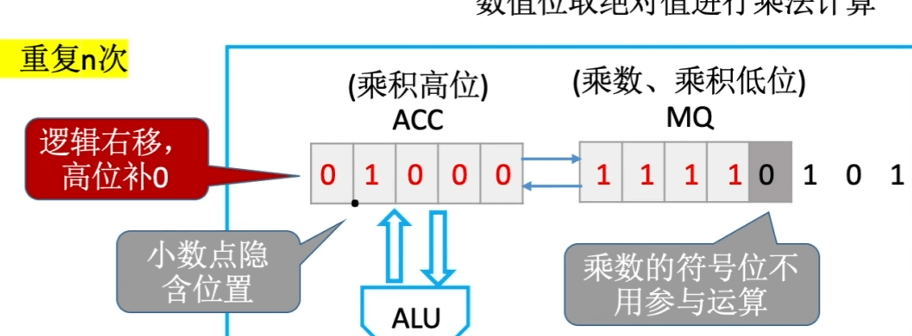 数值位取绝对值进行乘法计算
重复n次
(乘积高位)
ACC
(乘数、乘积低位)
MQ
逻辑右移，
高位补0
0 1 0 0 0
1 1 1 1 0 1 0 1
小数点隐
含位置
乘数的符号位不
用参与运算
ALU